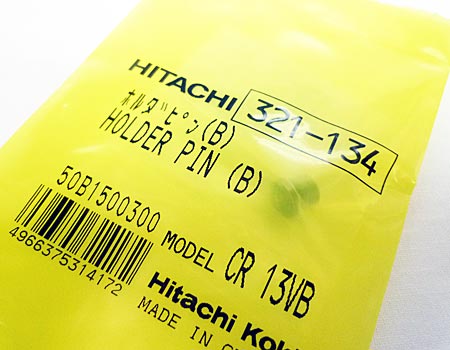 HITACHI 321-134
ホルダピン(B)
HOLDER PIN (B)
50B1500300
MODEL CR 13VB
4966375314172
Hitachi Koki
MADE IN